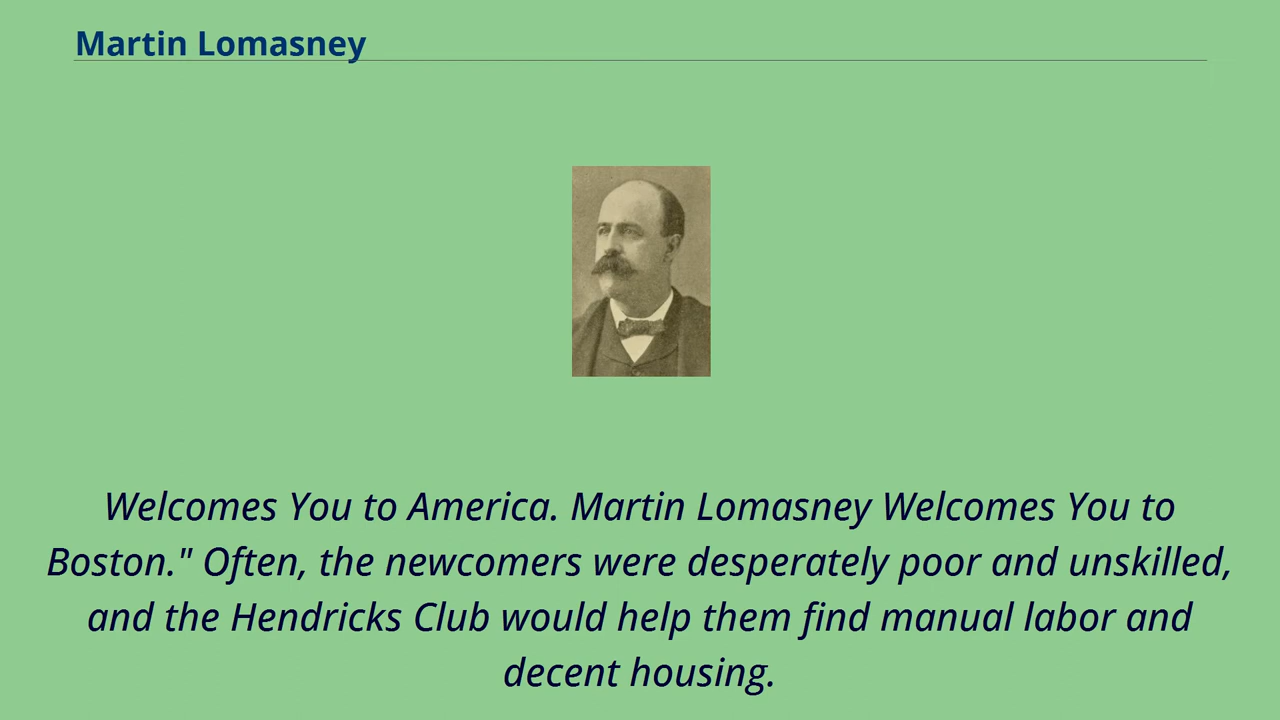 Martin Lomasney
Welcomes You to America. Martin Lomasney Welcomes You to
Boston." Often, the newcomers were desperately poor and unskilled,
and the Hendricks Club would help them find manual labor and
decent housing.